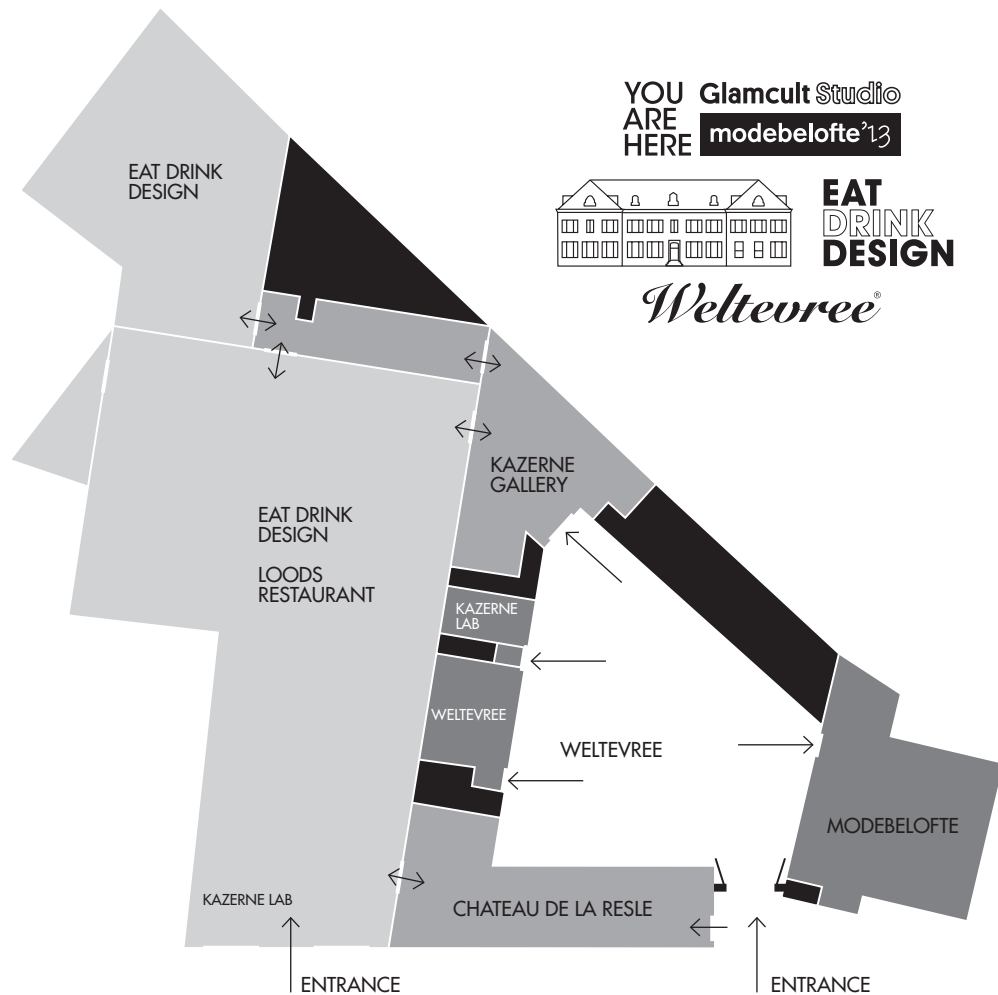 YOU
ARE
HERE
Glamcult Studio
modebelofte'13
EAT
DRINK
DESIGN
Weltevree®
EAT DRINK
DESIGN
KAZERNE
GALLERY
EAT DRINK
DESIGN
LOODS
RESTAURANT
KAZERNE
LAB
WELTEVREE
WELTEVREE
MODEBELOFTE
KAZERNE LAB
CHATEAU DE LA RESLE
ENTRANCE
ENTRANCE